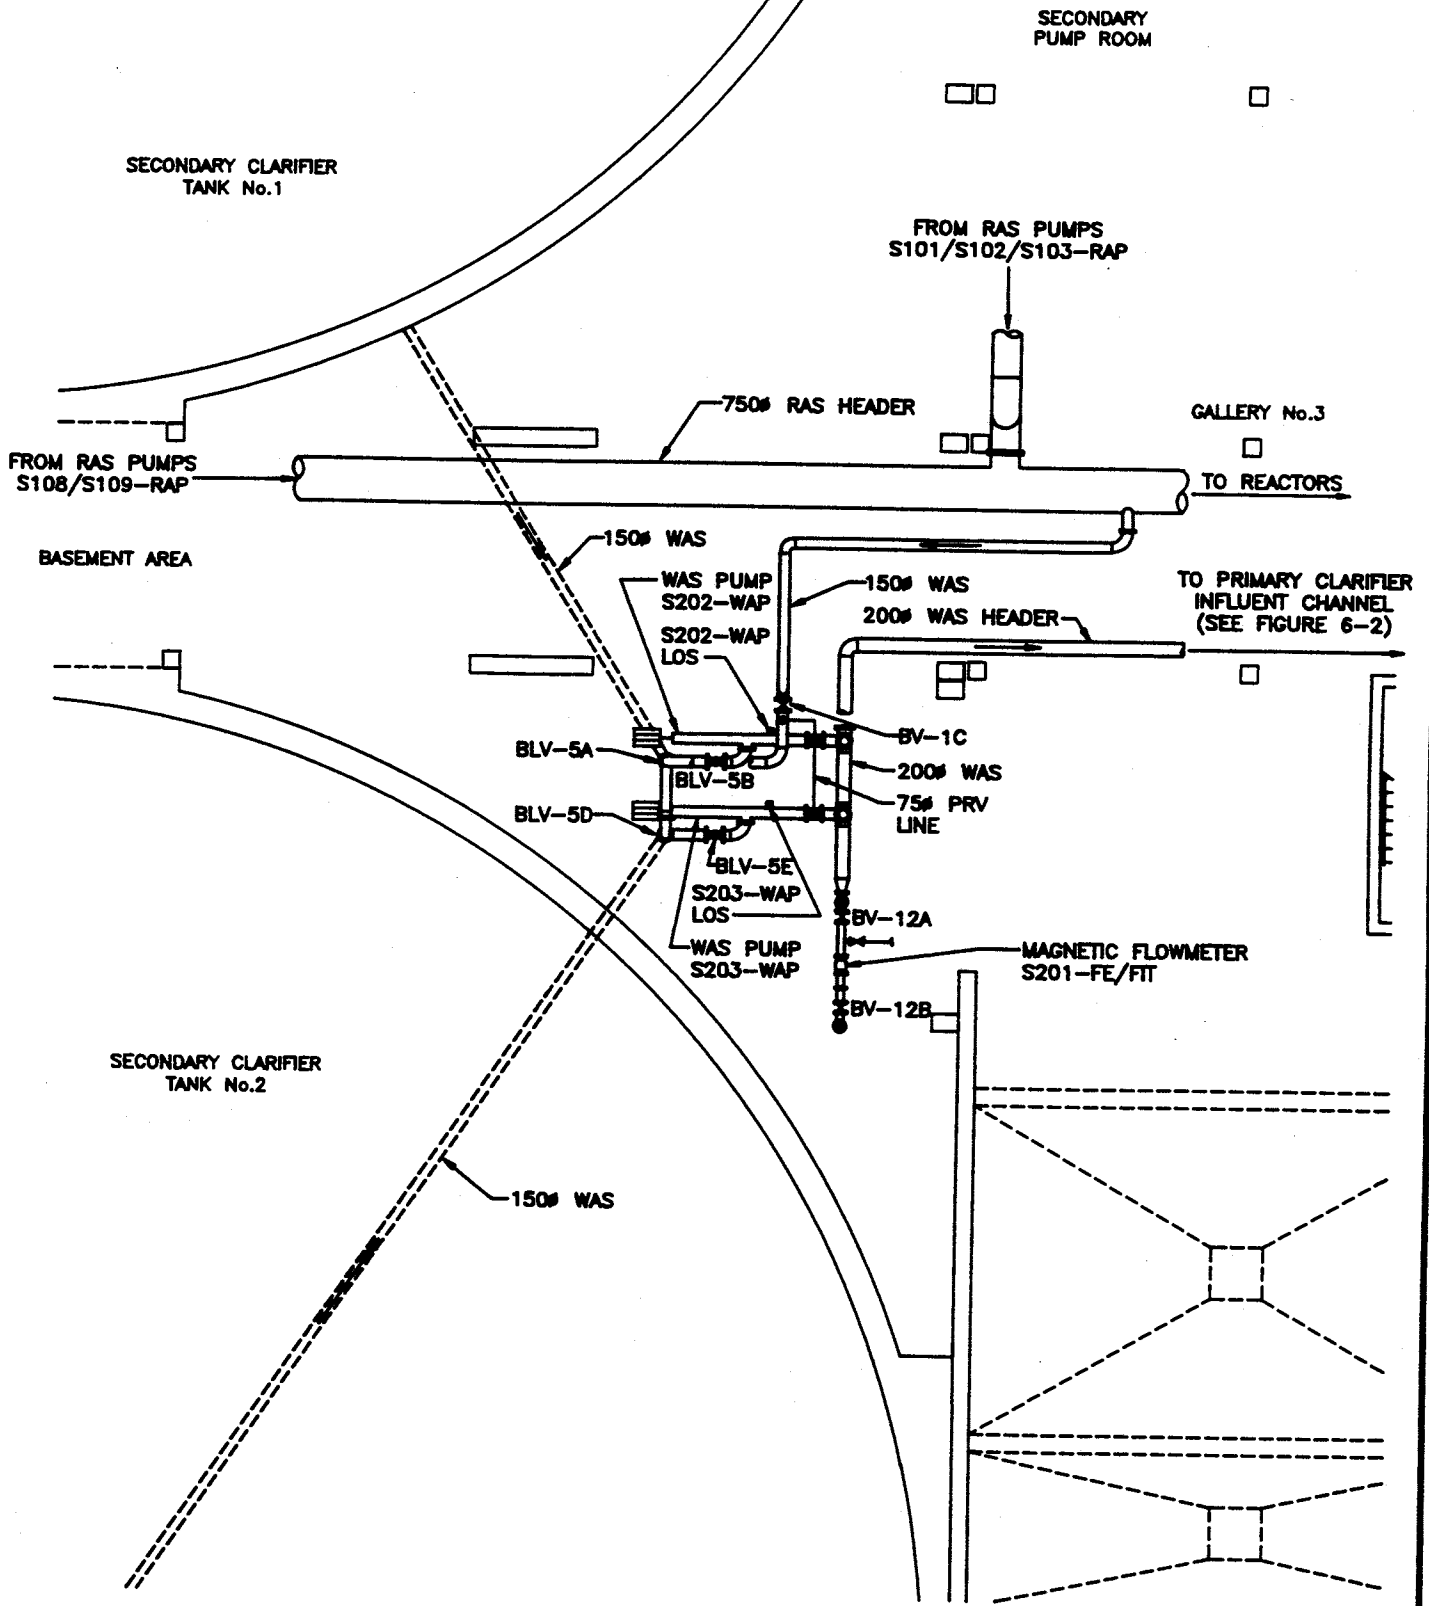 SECONDARY
PUMP ROOM
SECONDARY CLARIFIER
TANK No.1
FROM RAS PUMPS
S101/S102/S103-RAP
750ø RAS HEADER
GALLERY No.3
FROM RAS PUMPS
S108/S109-RAP
TO REACTORS
BASEMENT AREA
150ø WAS
WAS PUMP
S202-WAP
150ø WAS
TO PRIMARY CLARIFIER
INFLUENT CHANNEL
(SEE FIGURE 6-2)
200ø WAS HEADER
S202-WAP
LOS
BV-1C
BLV-5A
BLV-5B
200ø WAS
75ø PRV
LINE
BLV-5D
BLV-5E
S203-WAP
LOS
BV-12A
WAS PUMP
S203-WAP
MAGNETIC FLOWMETER
S201-FE/FIT
BV-12B
SECONDARY CLARIFIER
TANK No.2
150ø WAS